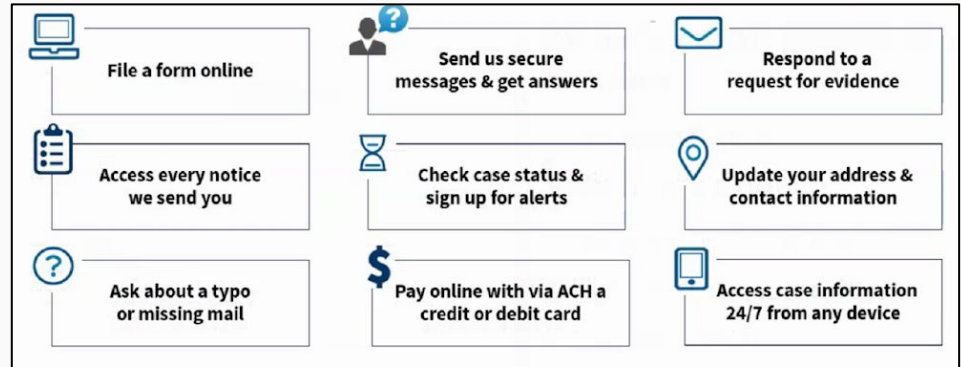 File a form online
?
Send us secure
messages & get answers
Respond to a
request for evidence
Access every notice
we send you
Check case status &
sign up for alerts
Update your address &
contact information
?
Ask about a typo
or missing mail
$
Pay online with via ACH a
credit or debit card
Access case information
24/7 from any device